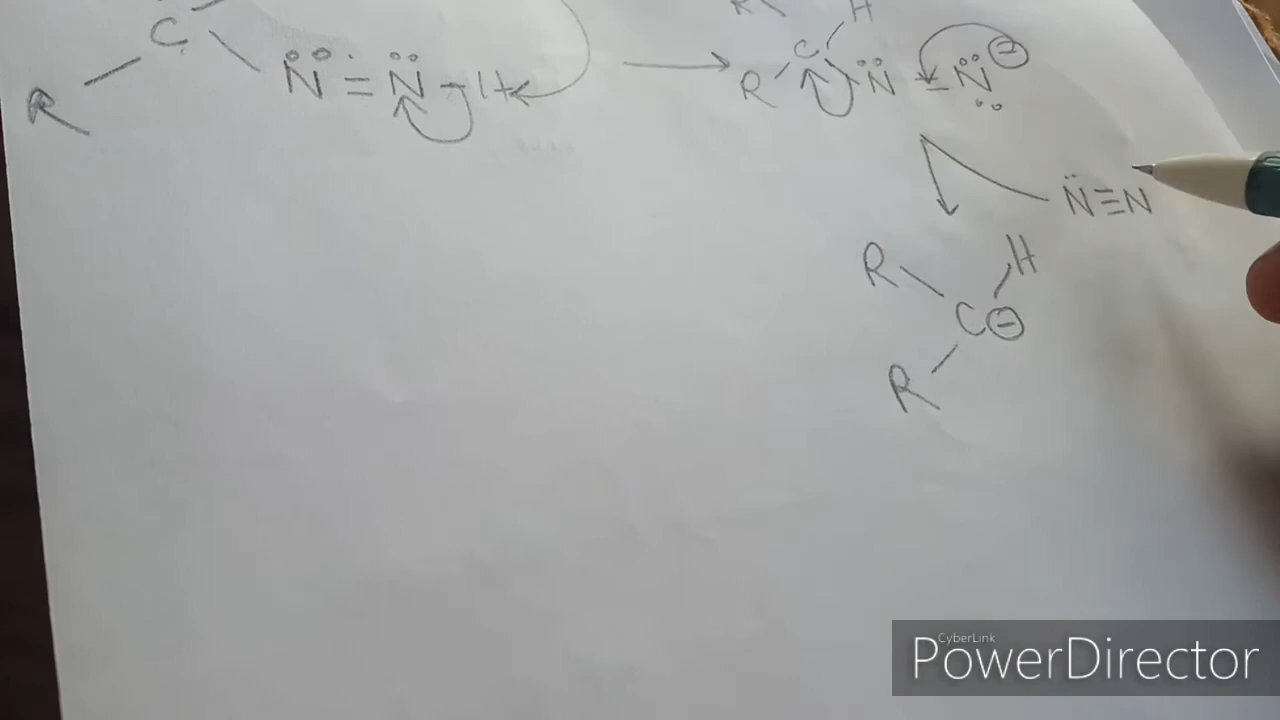 R H
C
R N = N - H
R C N = N ⊖
N≡N
R H
C ⊖
R
CyberLink
PowerDirector